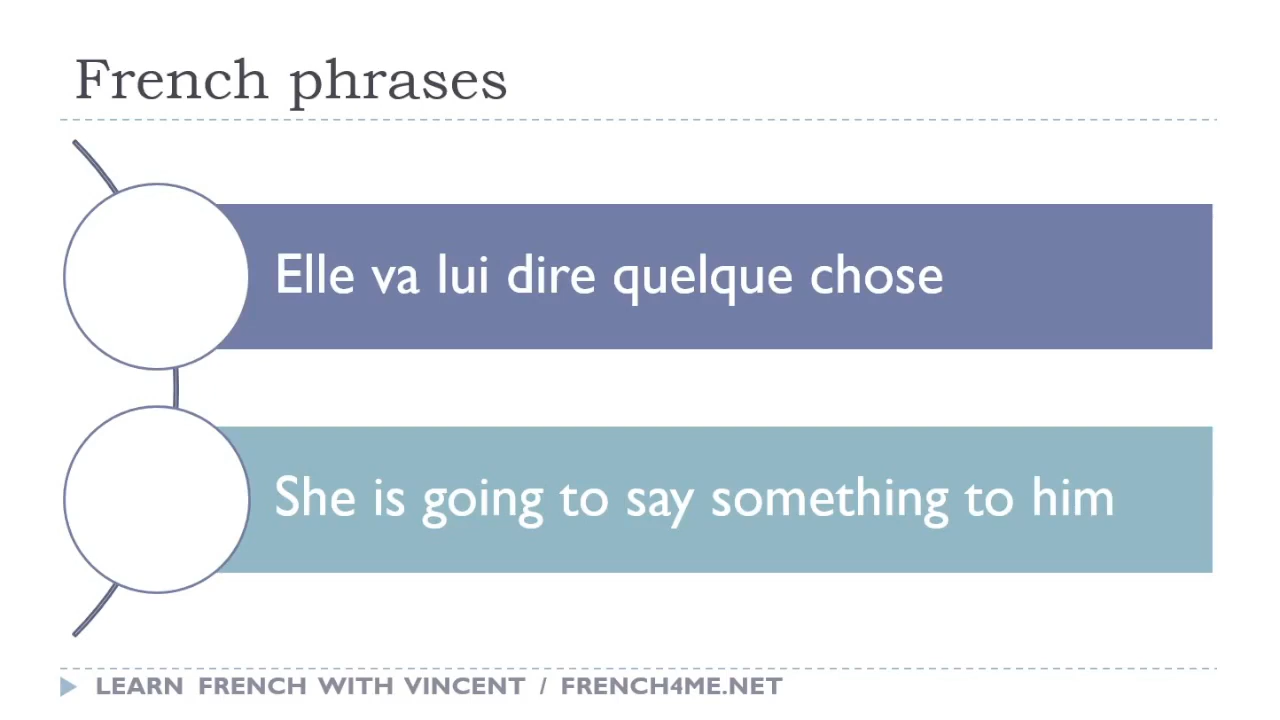 French phrases
Elle va lui dire quelque chose
She is going to say something to him
LEARN FRENCH WITH VINCENT / FRENCH4ME.NET